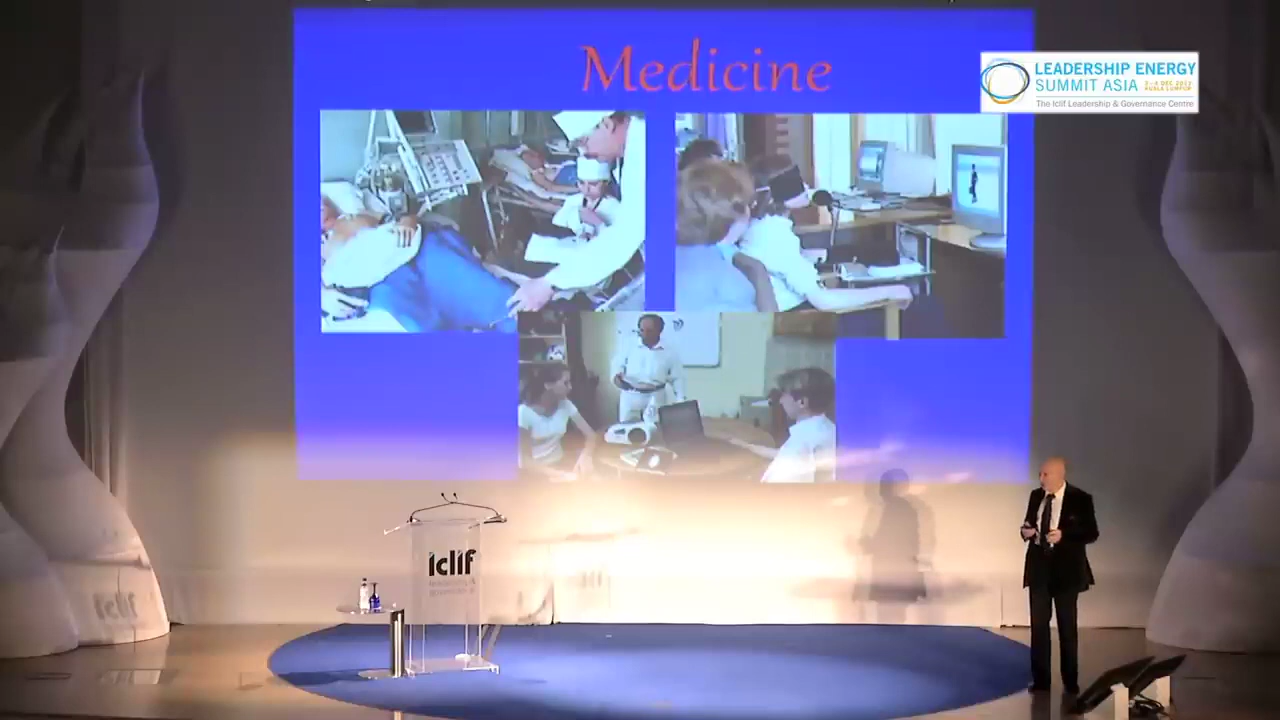 Medicine
LEADERSHIP ENERGY
SUMMIT ASIA
The Iclif Leadership & Governance Centre
iclif
iclif